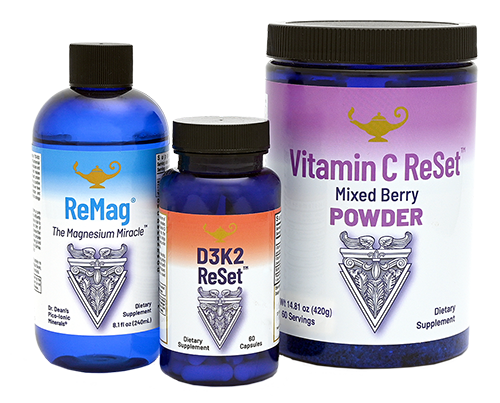 ReMag®
The Magnesium Miracle™
Dr. Dean's
Pico-Ionic
Minerals®
Dietary
Supplement
8.1 fl oz (240mL)
D3K2
ReSet™
Dietary
Supplement
60
Capsules
Vitamin C ReSet™
Mixed Berry
POWDER
Wt 14.81 oz (420g)
60 Servings
Dietary
Supplement